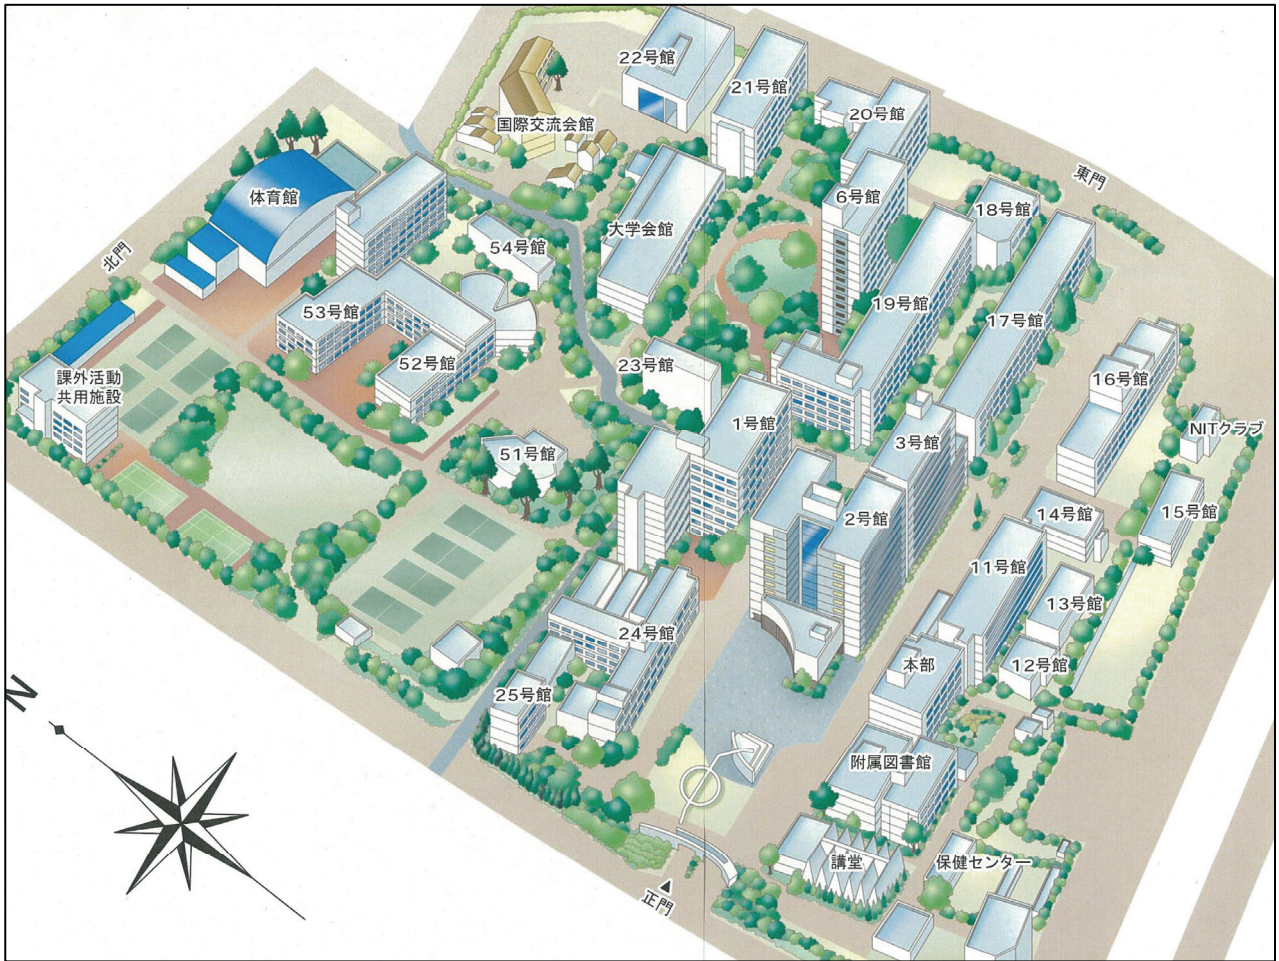 22号館
21号館
20号館
国際交流会館
東門
体育館
6号館
18号館
大学会館
54号館
北門
19号館
53号館
17号館
52号館
23号館
課外活動
共用施設
16号館
1号館
NITクラブ
3号館
51号館
2号館
14号館
15号館
11号館
13号館
24号館
本部
12号館
25号館
N
附属図書館
講堂
保健センター
正門